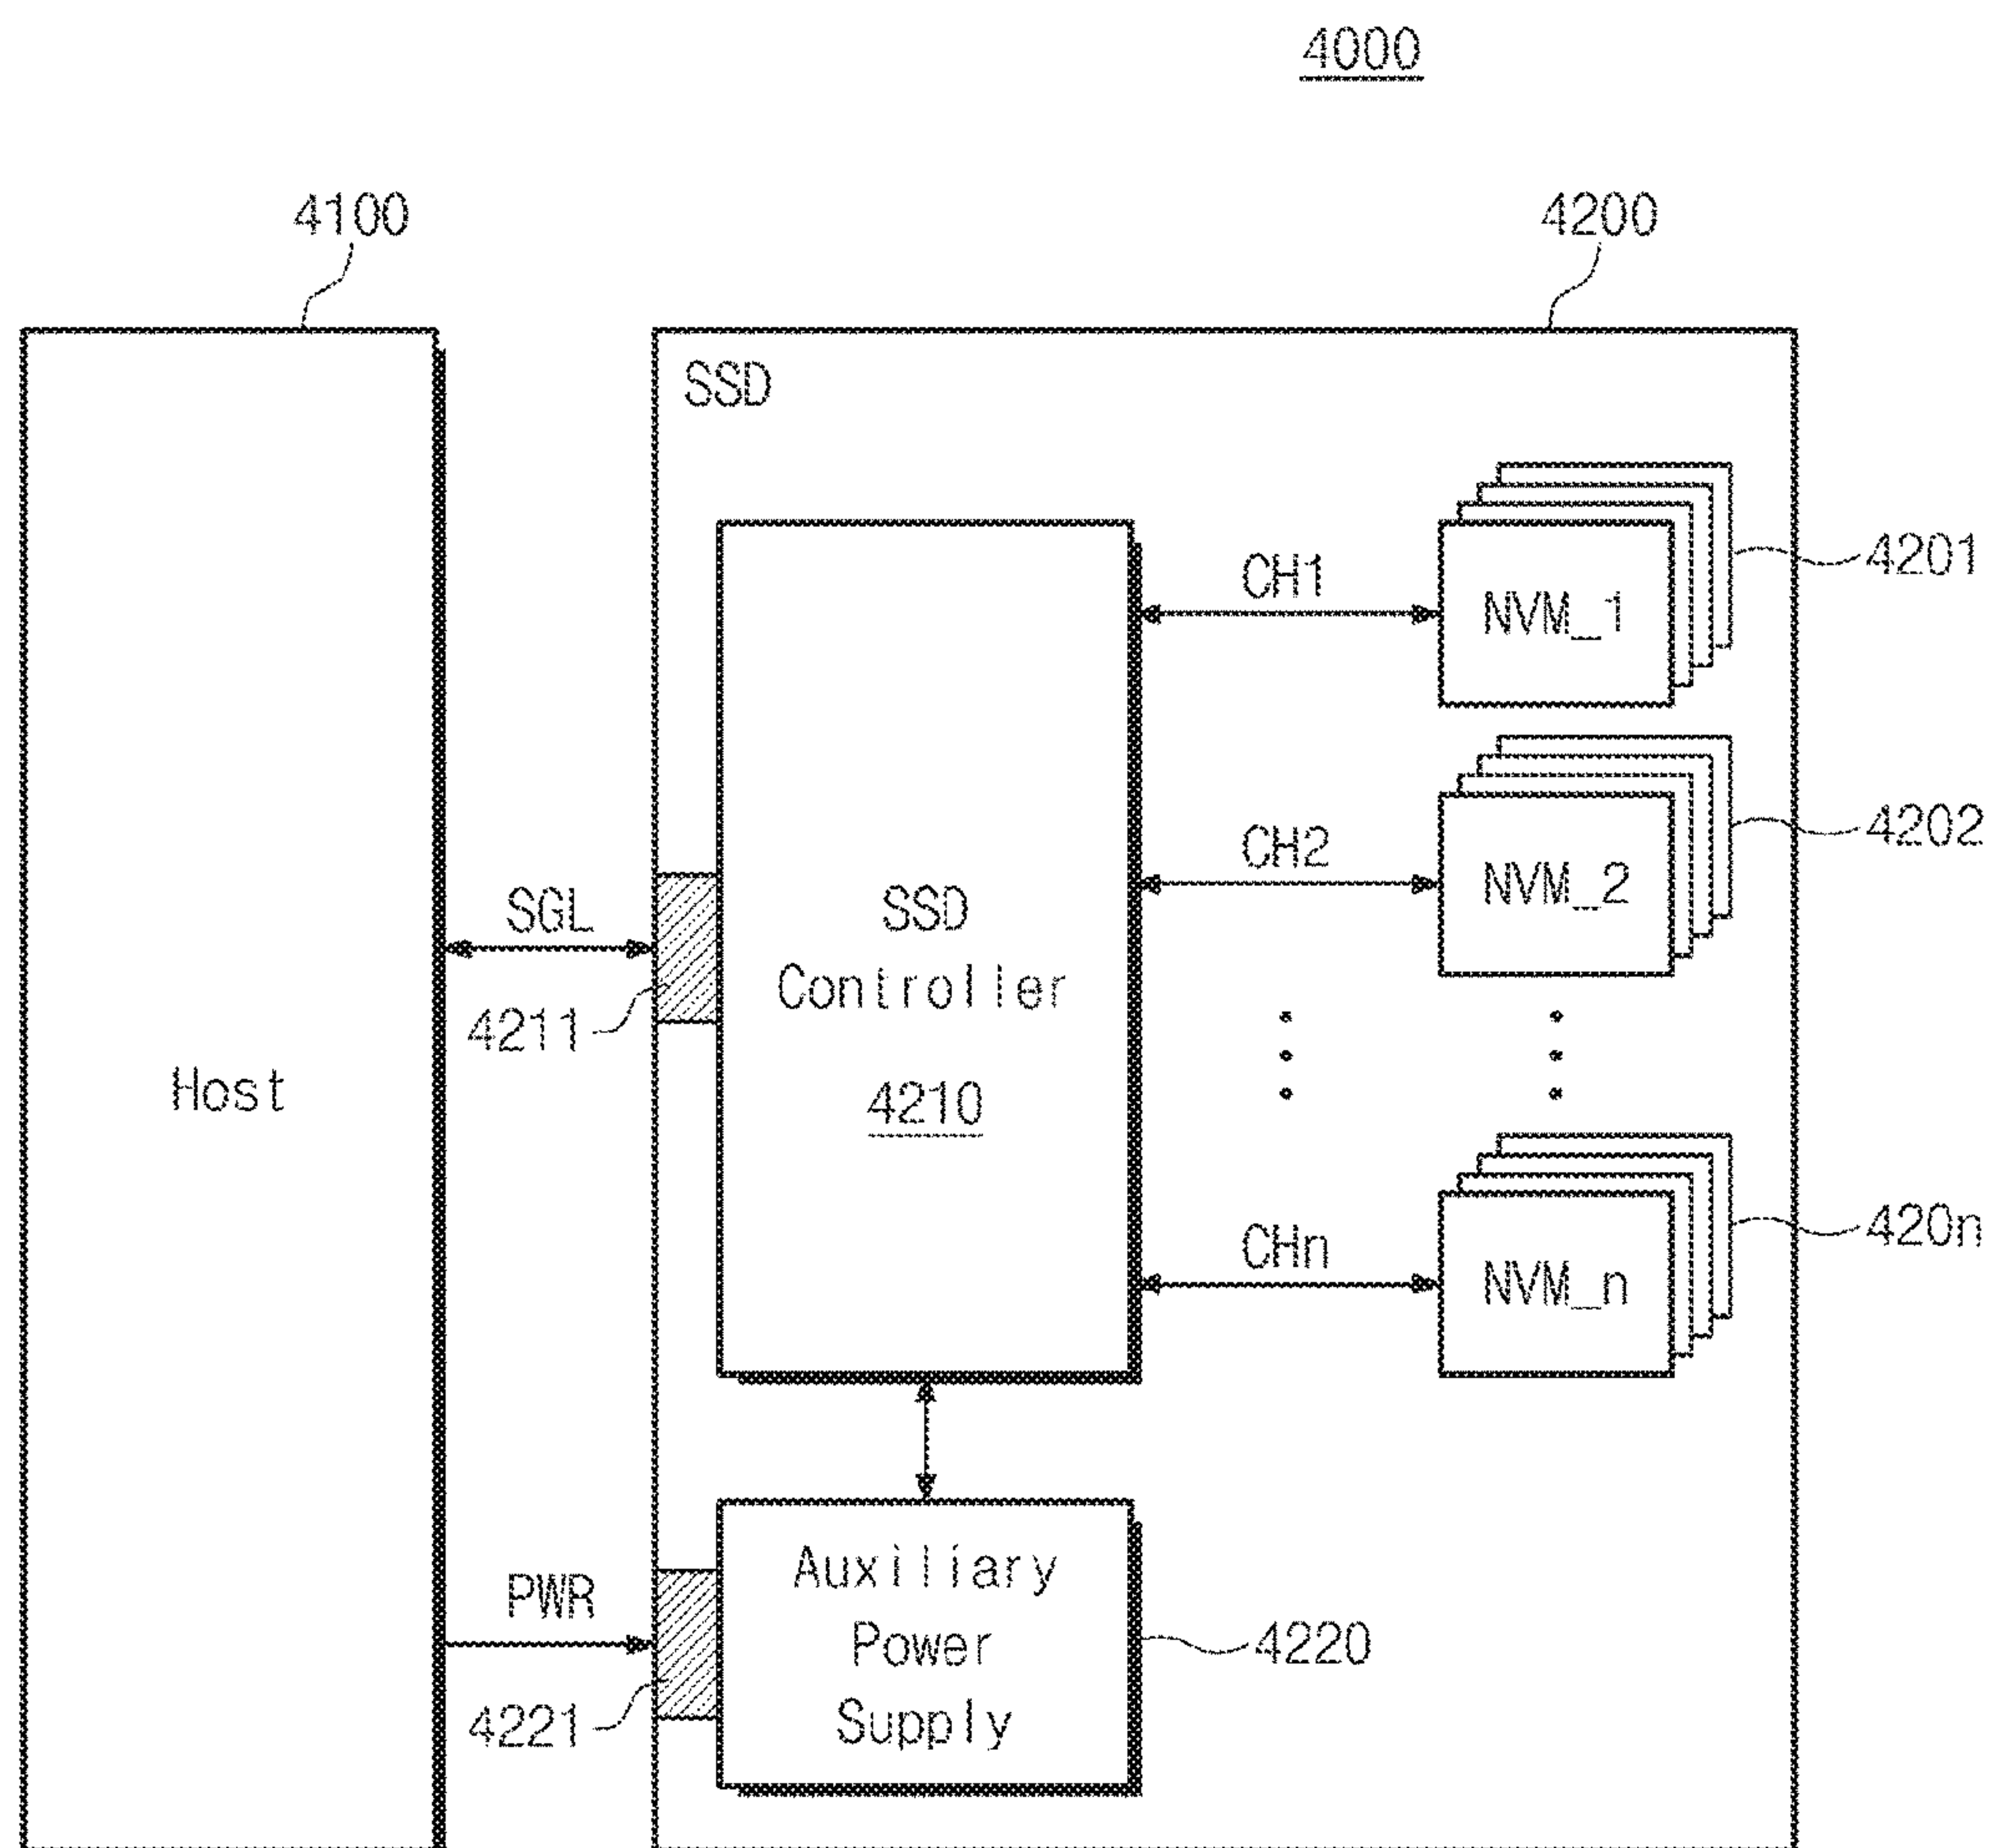 4000
4100
4200
SSD
4201
CH1
NVM_1
4202
CH2
NVM_2
SGL
SSD
Controller
4210
4211
Host
420n
CHn
NVM_n
PWR
Auxiliary
Power
Supply
4220
4221